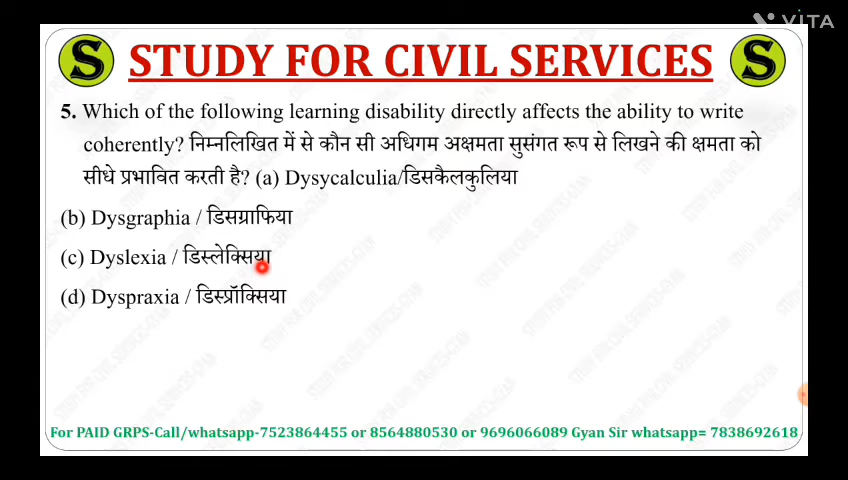 VITA
S STUDY FOR CIVIL SERVICES S
5. Which of the following learning disability directly affects the ability to write
coherently? निम्नलिखित में से कौन सी अधिगम अक्षमता सुसंगत रूप से लिखने की क्षमता को
सीधे प्रभावित करती है? (a) Dysycalculia/डिसकैलकुलिया
(b) Dysgraphia / डिसग्राफिया
(c) Dyslexia / डिस्लेक्सिया
(d) Dyspraxia / डिस्प्रॉक्सिया
For PAID GRPS-Call/whatsapp-7523864455 or 8564880530 or 9696066089 Gyan Sir whatsapp= 7838692618